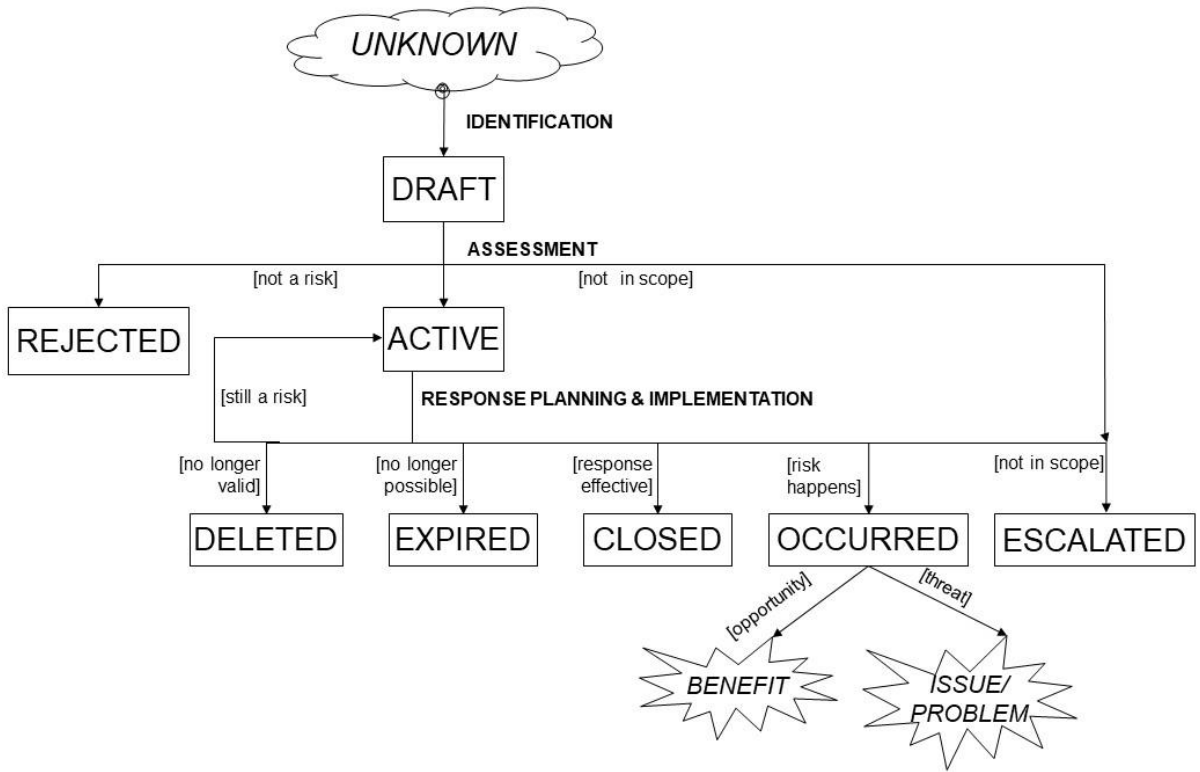 UNKNOWN
IDENTIFICATION
DRAFT
ASSESSMENT
[not a risk]
[not in scope]
REJECTED
ACTIVE
[still a risk]
RESPONSE PLANNING & IMPLEMENTATION
[no longer
valid]
[no longer
possible]
[response
effective]
[risk
happens]
[not in scope]
DELETED
EXPIRED
CLOSED
OCCURRED
ESCALATED
[opportunity]
[threat]
BENEFIT
ISSUE/
PROBLEM